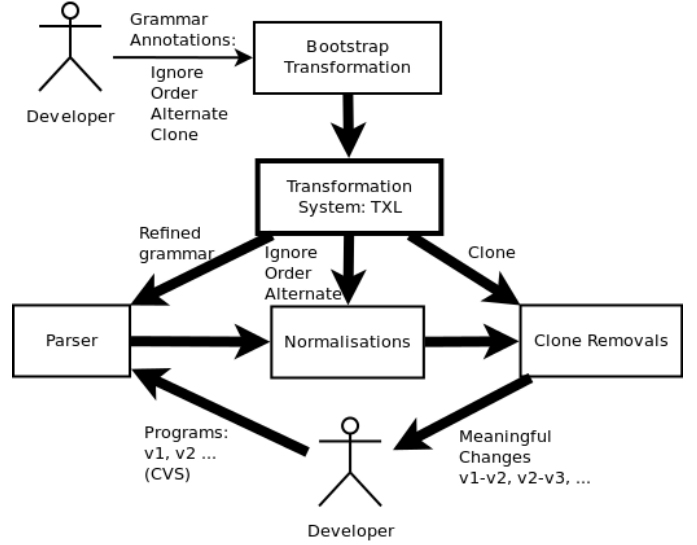 Grammar
Annotations:
Ignore
Order
Alternate
Clone
Developer
Bootstrap
Transformation
Transformation
System: TXL
Refined
grammar
Ignore
Order
Alternate
Clone
Parser
Normalisations
Clone Removals
Programs:
v1, v2 ...
(CVS)
Meaningful
Changes
v1-v2, v2-v3, ...
Developer